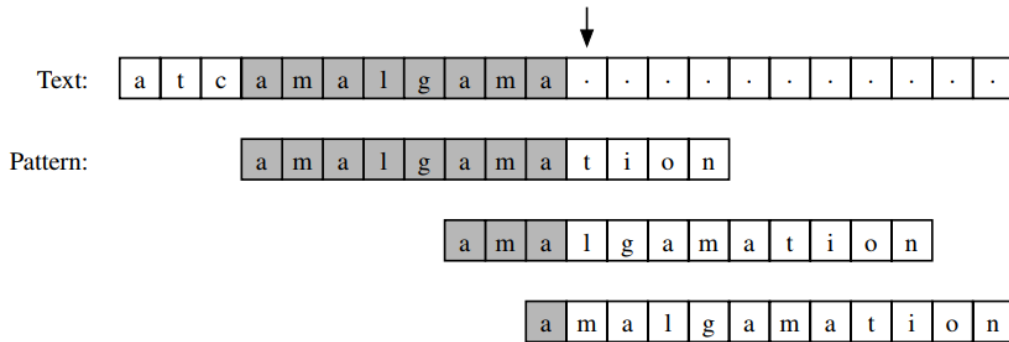 Text: a t c a m a l g a m a · · · · · · · · · · ·
Pattern: a m a l g a m a t i o n
a m a l g a m a t i o n
a m a l g a m a t i o n